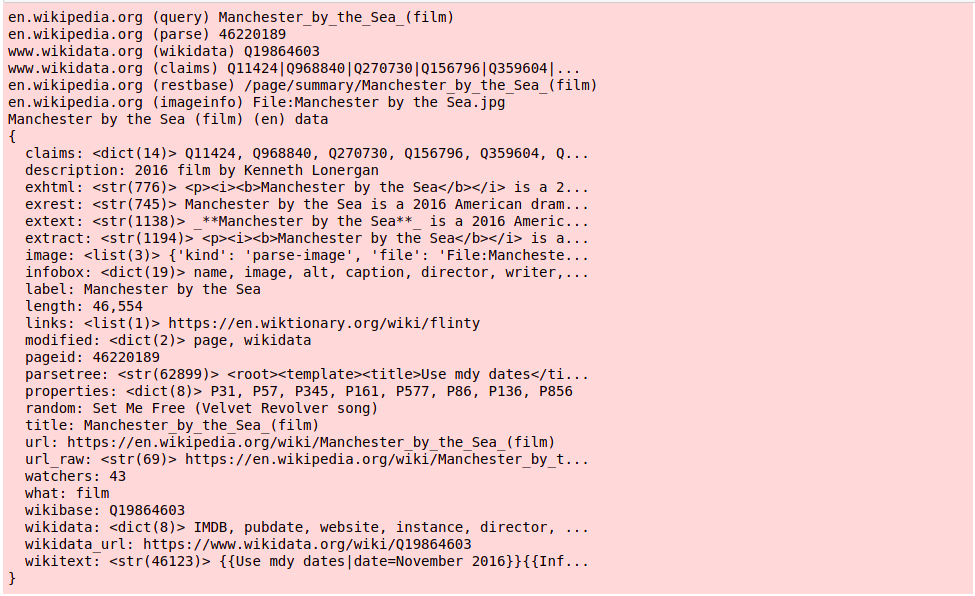 en.wikipedia.org (query) Manchester_by_the_Sea_(film)
en.wikipedia.org (parse) 46220189
www.wikidata.org (wikidata) Q19864603
www.wikidata.org (claims) Q11424|Q968840|Q270730|Q156796|Q359604|...
en.wikipedia.org (restbase) /page/summary/Manchester_by_the_Sea_(film)
en.wikipedia.org (imageinfo) File:Manchester by the Sea.jpg
Manchester by the Sea (film) (en) data
{
  claims: <dict(14)> Q11424, Q968840, Q270730, Q156796, Q359604, Q...
  description: 2016 film by Kenneth Lonergan
  exhtml: <str(776)> <p><i><b>Manchester by the Sea</b></i> is a 2...
  exrest: <str(745)> Manchester by the Sea is a 2016 American dram...
  extext: <str(1138)> _**Manchester by the Sea**_ is a 2016 Americ...
  extract: <str(1194)> <p><i><b>Manchester by the Sea</b></i> is a...
  image: <list(3)> {'kind': 'parse-image', 'file': 'File:Mancheste...
  infobox: <dict(19)> name, image, alt, caption, director, writer,...
  label: Manchester by the Sea
  length: 46,554
  links: <list(1)> https://en.wiktionary.org/wiki/flinty
  modified: <dict(2)> page, wikidata
  pageid: 46220189
  parsetree: <str(62899)> <root><template><title>Use mdy dates</ti...
  properties: <dict(8)> P31, P57, P345, P161, P577, P86, P136, P856
  random: Set Me Free (Velvet Revolver song)
  title: Manchester_by_the_Sea_(film)
  url: https://en.wikipedia.org/wiki/Manchester_by_the_Sea_(film)
  url_raw: <str(69)> https://en.wikipedia.org/wiki/Manchester_by_t...
  watchers: 43
  what: film
  wikibase: Q19864603
  wikidata: <dict(8)> IMDB, pubdate, website, instance, director, ...
  wikidata_url: https://www.wikidata.org/wiki/Q19864603
  wikitext: <str(46123)> {{Use mdy dates|date=November 2016}}{{Inf...
}